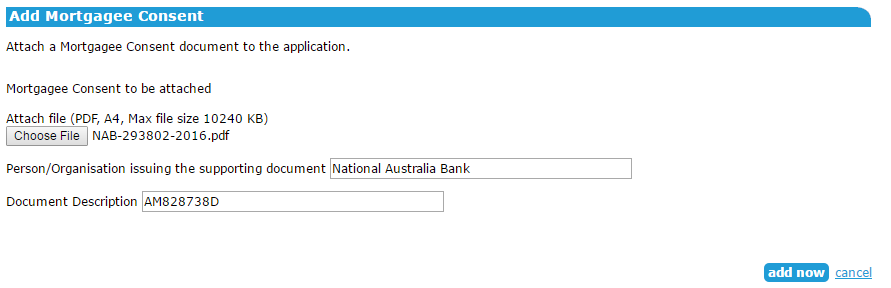 Add Mortgagee Consent
Attach a Mortgagee Consent document to the application.
Mortgagee Consent to be attached
Attach file (PDF, A4, Max file size 10240 KB)
Choose File NAB-293802-2016.pdf
Person/Organisation issuing the supporting document National Australia Bank
Document Description AM828738D
add now cancel